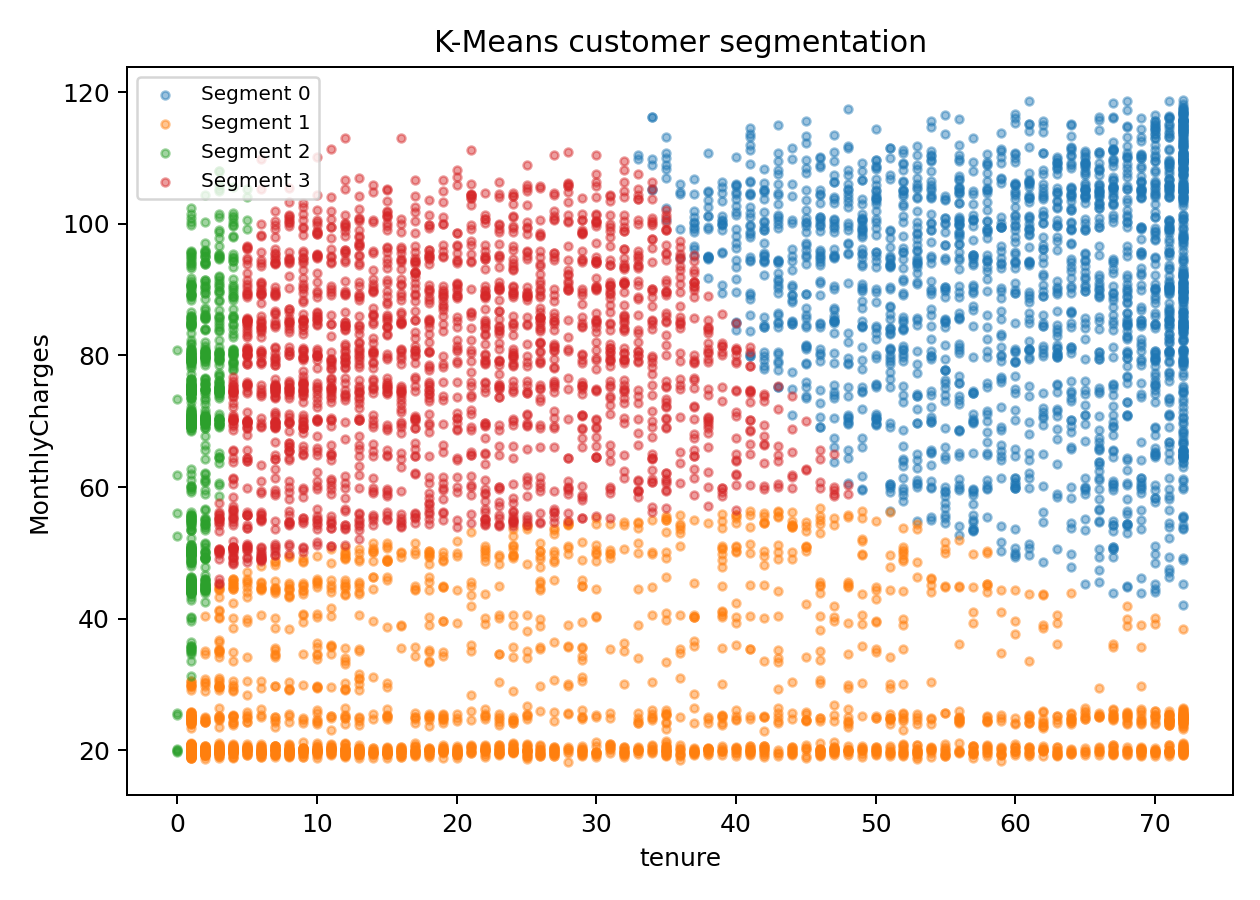 K-Means customer segmentation
Segment 0
Segment 1
Segment 2
Segment 3
120
100
80
60
40
20
MonthlyCharges
0 10 20 30 40 50 60 70
tenure